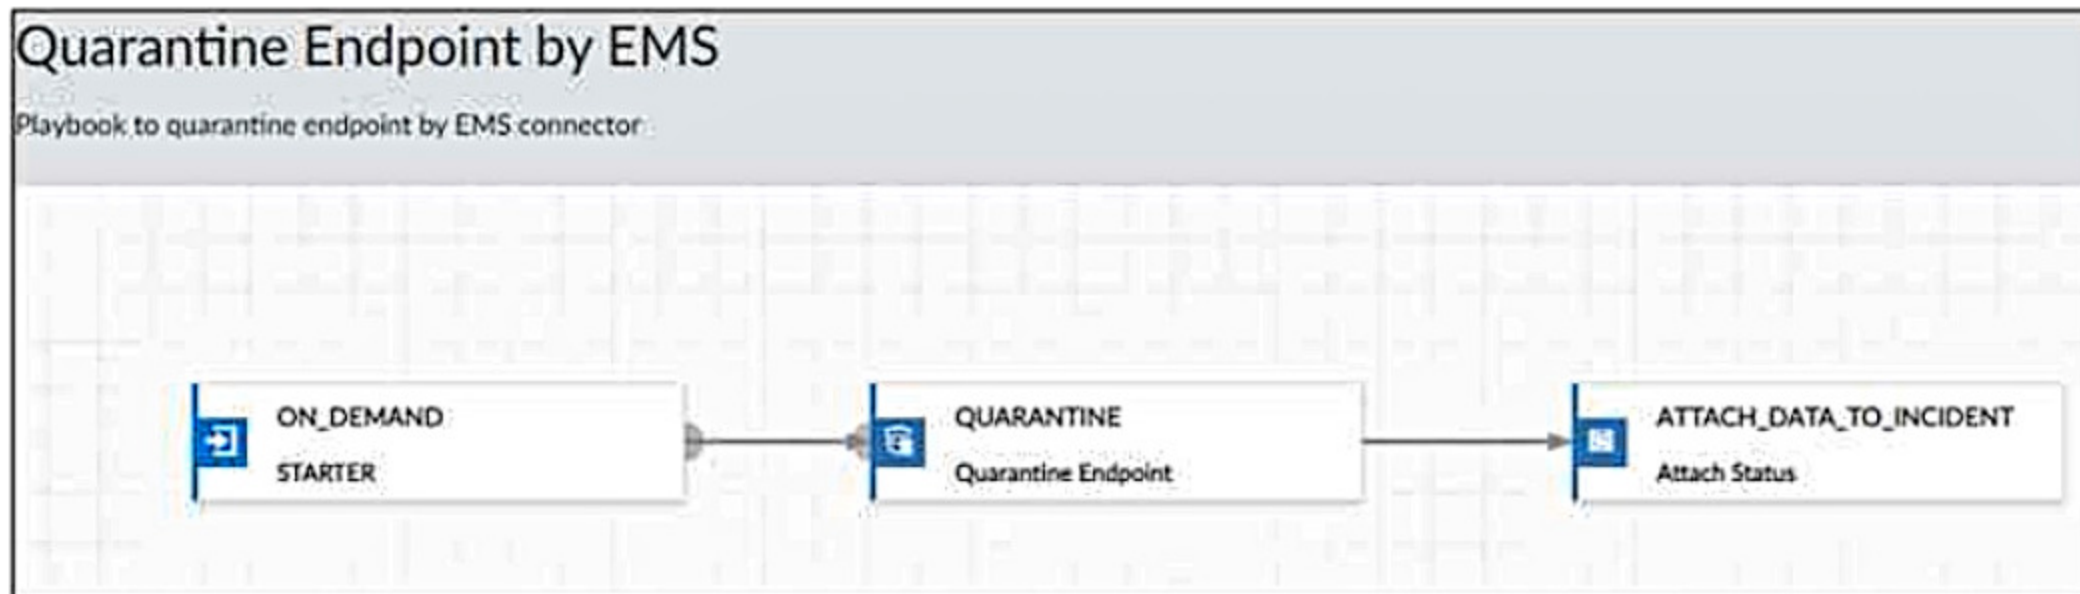 Quarantine Endpoint by EMS
Playbook to quarantine endpoint by EMS connector
ON_DEMAND
STARTER
QUARANTINE
Quarantine Endpoint
ATTACH_DATA_TO_INCIDENT
Attach Status